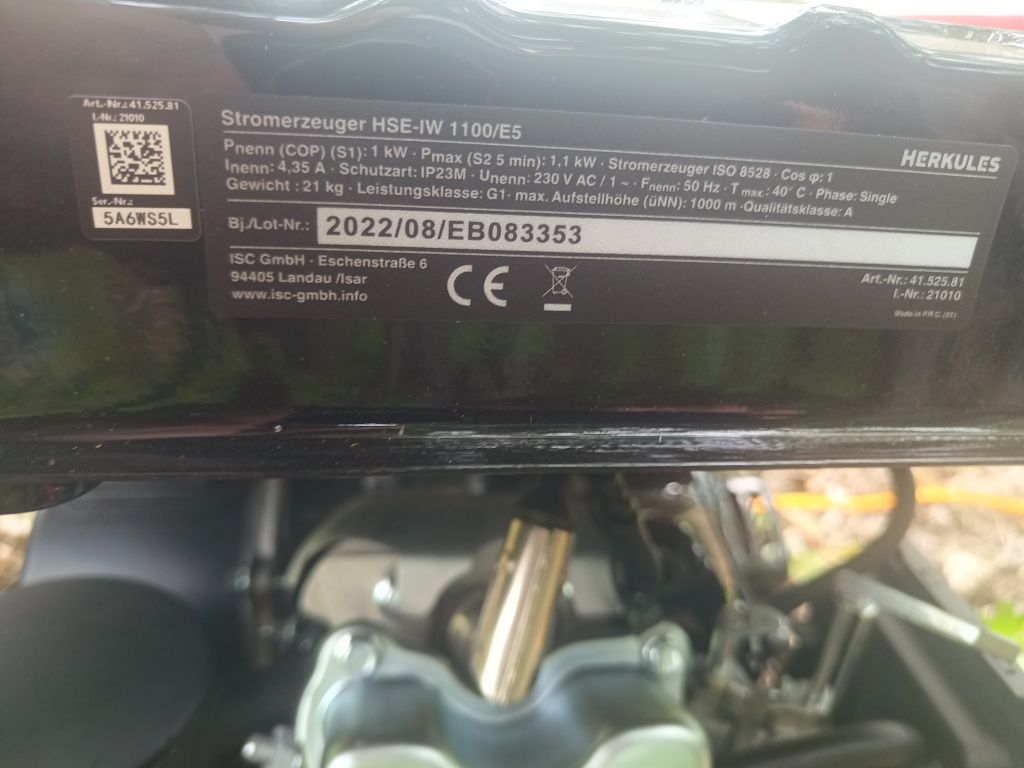 Art.-Nr.: 41.525.81
I.-Nr.: 21010
Ser.-Nr.:
5A6WS5L
Stromerzeuger HSE-IW 1100/E5
HERKULES
Pnenn (COP) (S1): 1 kW · Pmax (S2 5 min): 1,1 kW · Stromerzeuger ISO 8528 · Cos φ: 1
Inenn: 4,35 A · Schutzart: IP23M · Unenn: 230 V AC / 1 ~ · Fnenn: 50 Hz · T max.: 40° C · Phase: Single
Gewicht : 21 kg · Leistungsklasse: G1· max. Aufstellhöhe (üNN): 1000 m ·Qualitätsklasse: A
Bj./Lot-Nr.: 2022/08/EB083353
ISC GmbH · Eschenstraße 6
94405 Landau /Isar
www.isc-gmbh.info
CE
Art.-Nr.: 41.525.81
I.-Nr.: 21010
Made in P.R.C. (01)